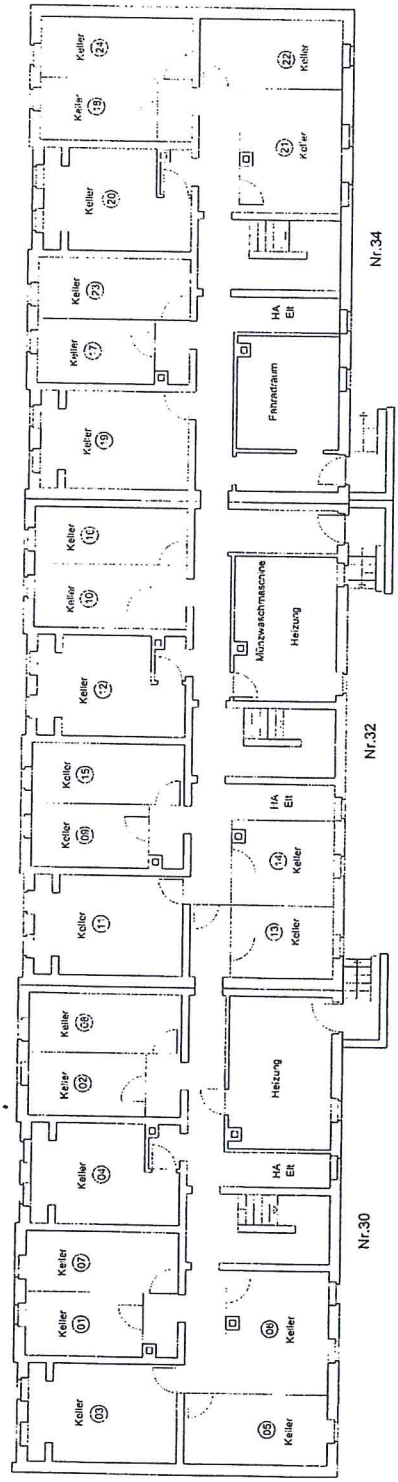 Keller
03
Keller
01
Keller
07
Keller
04
Keller
02
Keller
08
Keller
11
Keller
09
Keller
15
Keller
12
Keller
10
Keller
16
Keller
19
Keller
17
Keller
23
Keller
20
Keller
18
Keller
24
05
Keller
06
Keller
HA
Elt
Heizung
13
Keller
14
Keller
HA
Elt
Münzwaschmaschine
Heizung
Fahradraum
HA
Elt
21
Keller
22
Keller
Nr.30
Nr.32
Nr.34